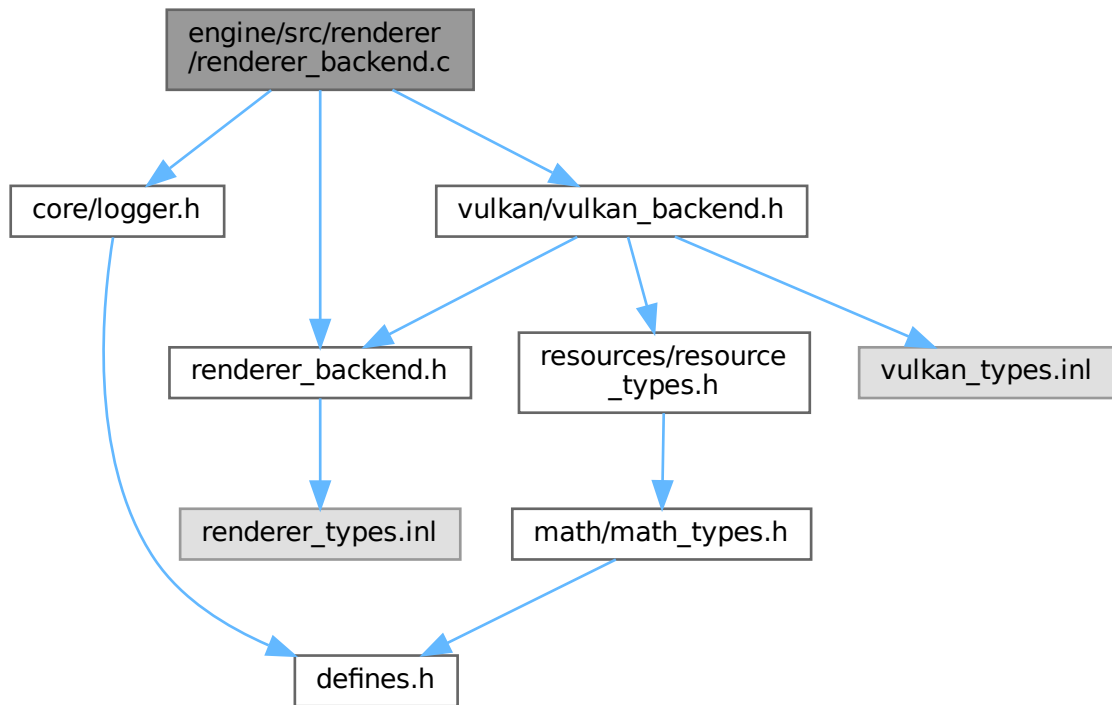 engine/src/renderer
/renderer_backend.c
core/logger.h
vulkan/vulkan_backend.h
renderer_backend.h
resources/resource
_types.h
vulkan_types.inl
renderer_types.inl
math/math_types.h
defines.h